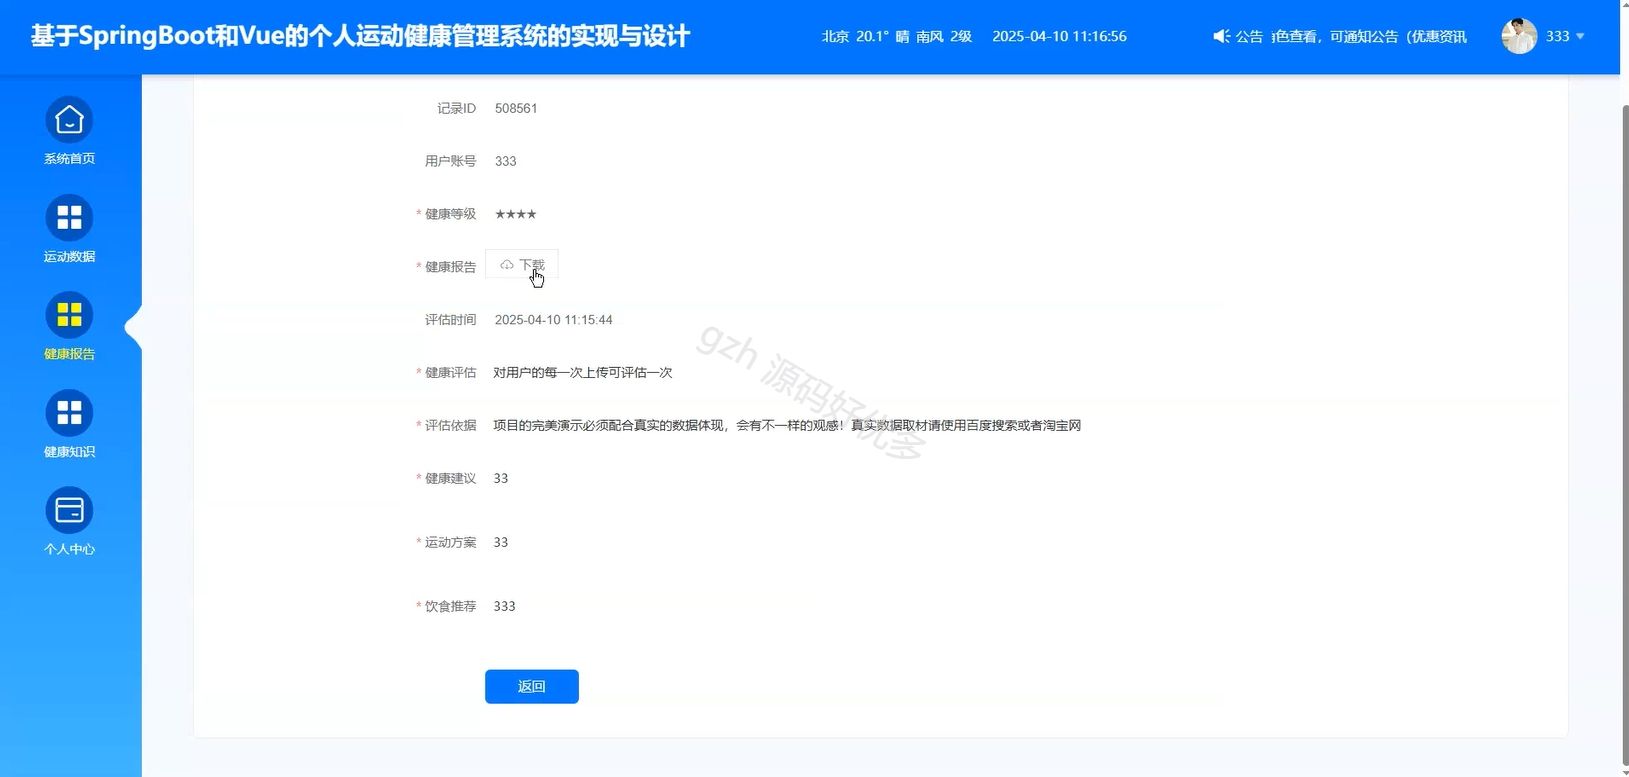 基于SpringBoot和Vue的个人运动健康管理系统的实现与设计
北京 20.1° 晴 南风 2级 2025-04-10 11:16:56
公告 色查看，可通知公告（优惠资讯
333
系统首页
运动数据
健康报告
健康知识
个人中心
记录ID 508561
用户账号 333
* 健康等级 ★★★★
* 健康报告 下载
评估时间 2025-04-10 11:15:44
* 健康评估 对用户的每一次上传可评估一次
* 评估依据 项目的完美演示必须配合真实的数据体现，会有不一样的观感！真实数据取材请使用百度搜索或者淘宝网
* 健康建议 33
* 运动方案 33
* 饮食推荐 333
返回
gzh 源码好优多